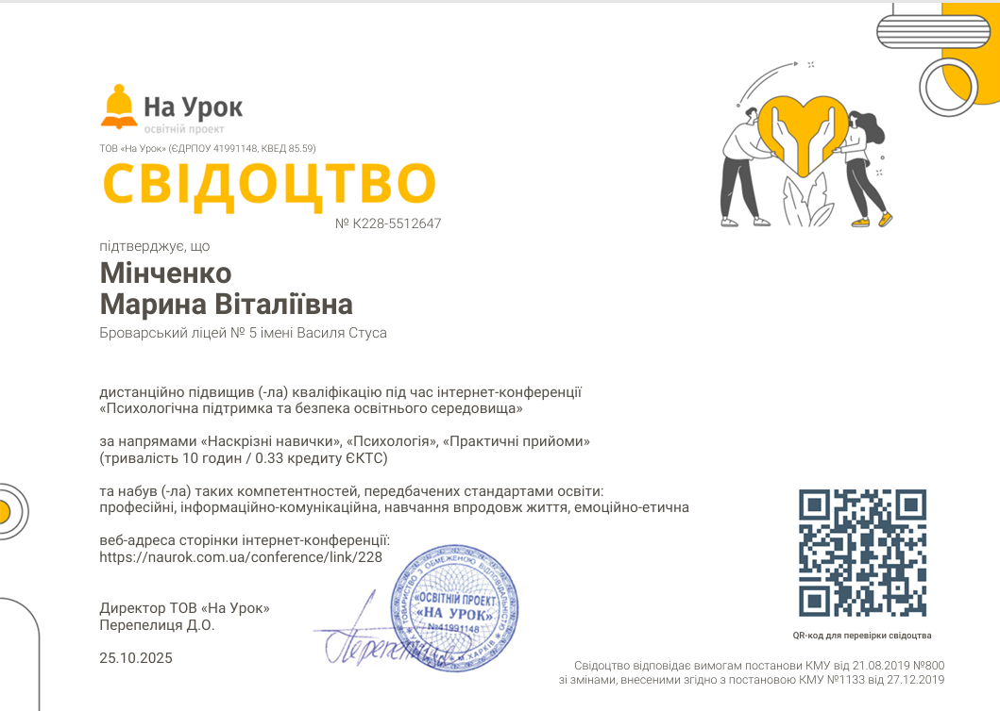 На Урок
освітній проект
ТОВ «На Урок» (ЄДРПОУ 41991148, КВЕД 85.59)
СВІДОЦТВО
№ К228-5512647
підтверджує, що
Мінченко
Марина Віталіївна
Броварський ліцей № 5 імені Василя Стуса
дистанційно підвищив (-ла) кваліфікацію під час інтернет-конференції
«Психологічна підтримка та безпека освітнього середовища»
за напрямами «Наскрізні навички», «Психологія», «Практичні прийоми»
(тривалість 10 годин / 0.33 кредиту ЄКТС)
та набув (-ла) таких компетентностей, передбачених стандартами освіти:
професійні, інформаційно-комунікаційна, навчання впродовж життя, емоційно-етична
веб-адреса сторінки інтернет-конференції:
https://naurok.com.ua/conference/link/228
ТОВАРИСТВО З ОБМЕЖЕНОЮ ВІДПОВІДАЛЬНІСТЮ
«ОСВІТНІЙ ПРОЕКТ
«НА УРОК»
№41991148
УКРАЇНА * М.ХАРКІВ
Директор ТОВ «На Урок»
Перепелиця Д.О.
25.10.2025
QR-код для перевірки свідоцтва
Свідоцтво відповідає вимогам постанови КМУ від 21.08.2019 №800
зі змінами, внесеними згідно з постановою КМУ №1133 від 27.12.2019